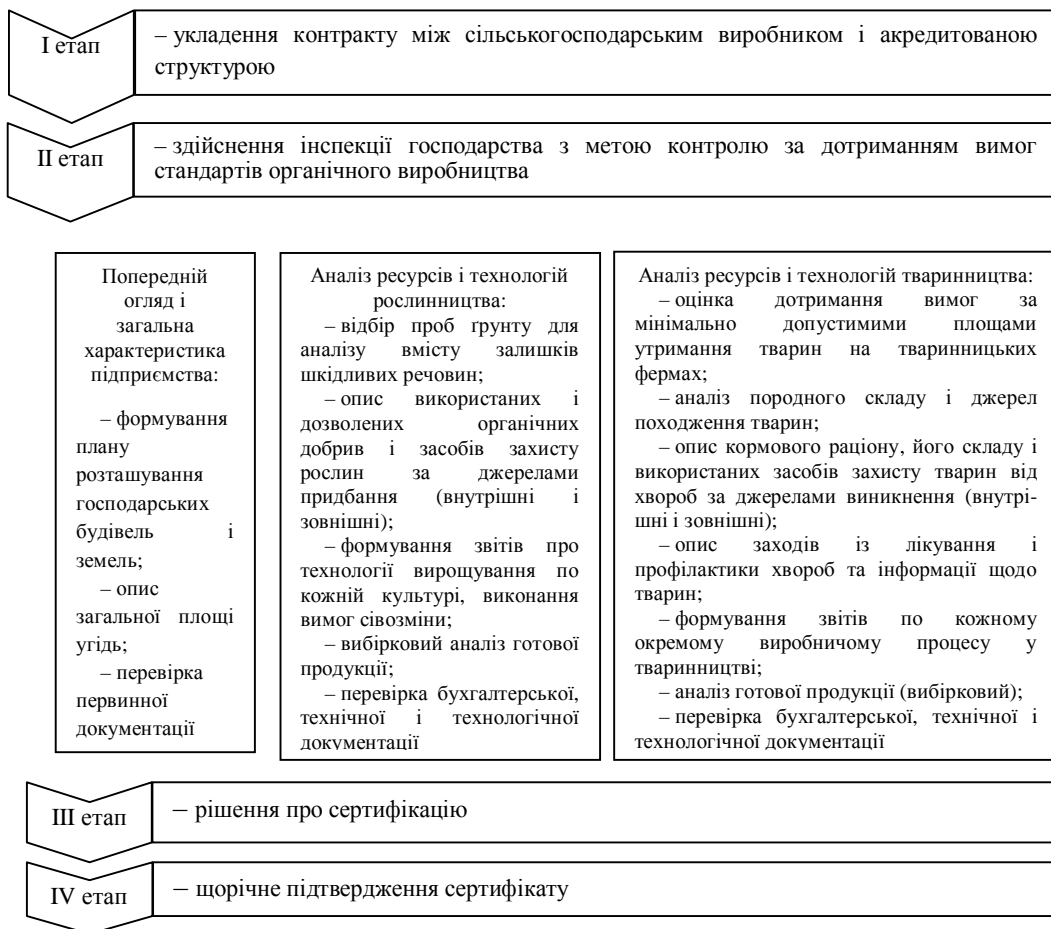 І етап
– укладення контракту між сільськогосподарським виробником і акредитованою
структурою
ІІ етап
– здійснення інспекції господарства з метою контролю за дотриманням вимог
стандартів органічного виробництва
Попередній
огляд і
загальна
характеристика
підприємства:
– формування
плану
розташування
господарських
будівель і
земель;
– опис
загальної площі
угідь;
– перевірка
первинної
документації
Аналіз ресурсів і технологій
рослинництва:
– відбір проб ґрунту для
аналізу вмісту залишків
шкідливих речовин;
– опис використаних і
дозволених органічних
добрив і засобів захисту
рослин за джерелами
придбання (внутрішні і
зовнішні);
– формування звітів про
технології вирощування по
кожній культурі, виконання
вимог сівозміни;
– вибірковий аналіз готової
продукції;
– перевірка бухгалтерської,
технічної і технологічної
документації
Аналіз ресурсів і технологій тваринництва:
– оцінка дотримання вимог за
мінімально допустимими площами
утримання тварин на тваринницьких
фермах;
– аналіз породного складу і джерел
походження тварин;
– опис кормового раціону, його складу і
використаних засобів захисту тварин від
хвороб за джерелами виникнення (внутрі-
шні і зовнішні);
– опис заходів із лікування і
профілактики хвороб та інформації щодо
тварин;
– формування звітів по кожному
окремому виробничому процесу у
тваринництві;
– аналіз готової продукції (вибірковий);
– перевірка бухгалтерської, технічної і
технологічної документації
ІІІ етап
– рішення про сертифікацію
IV етап
– щорічне підтвердження сертифікату